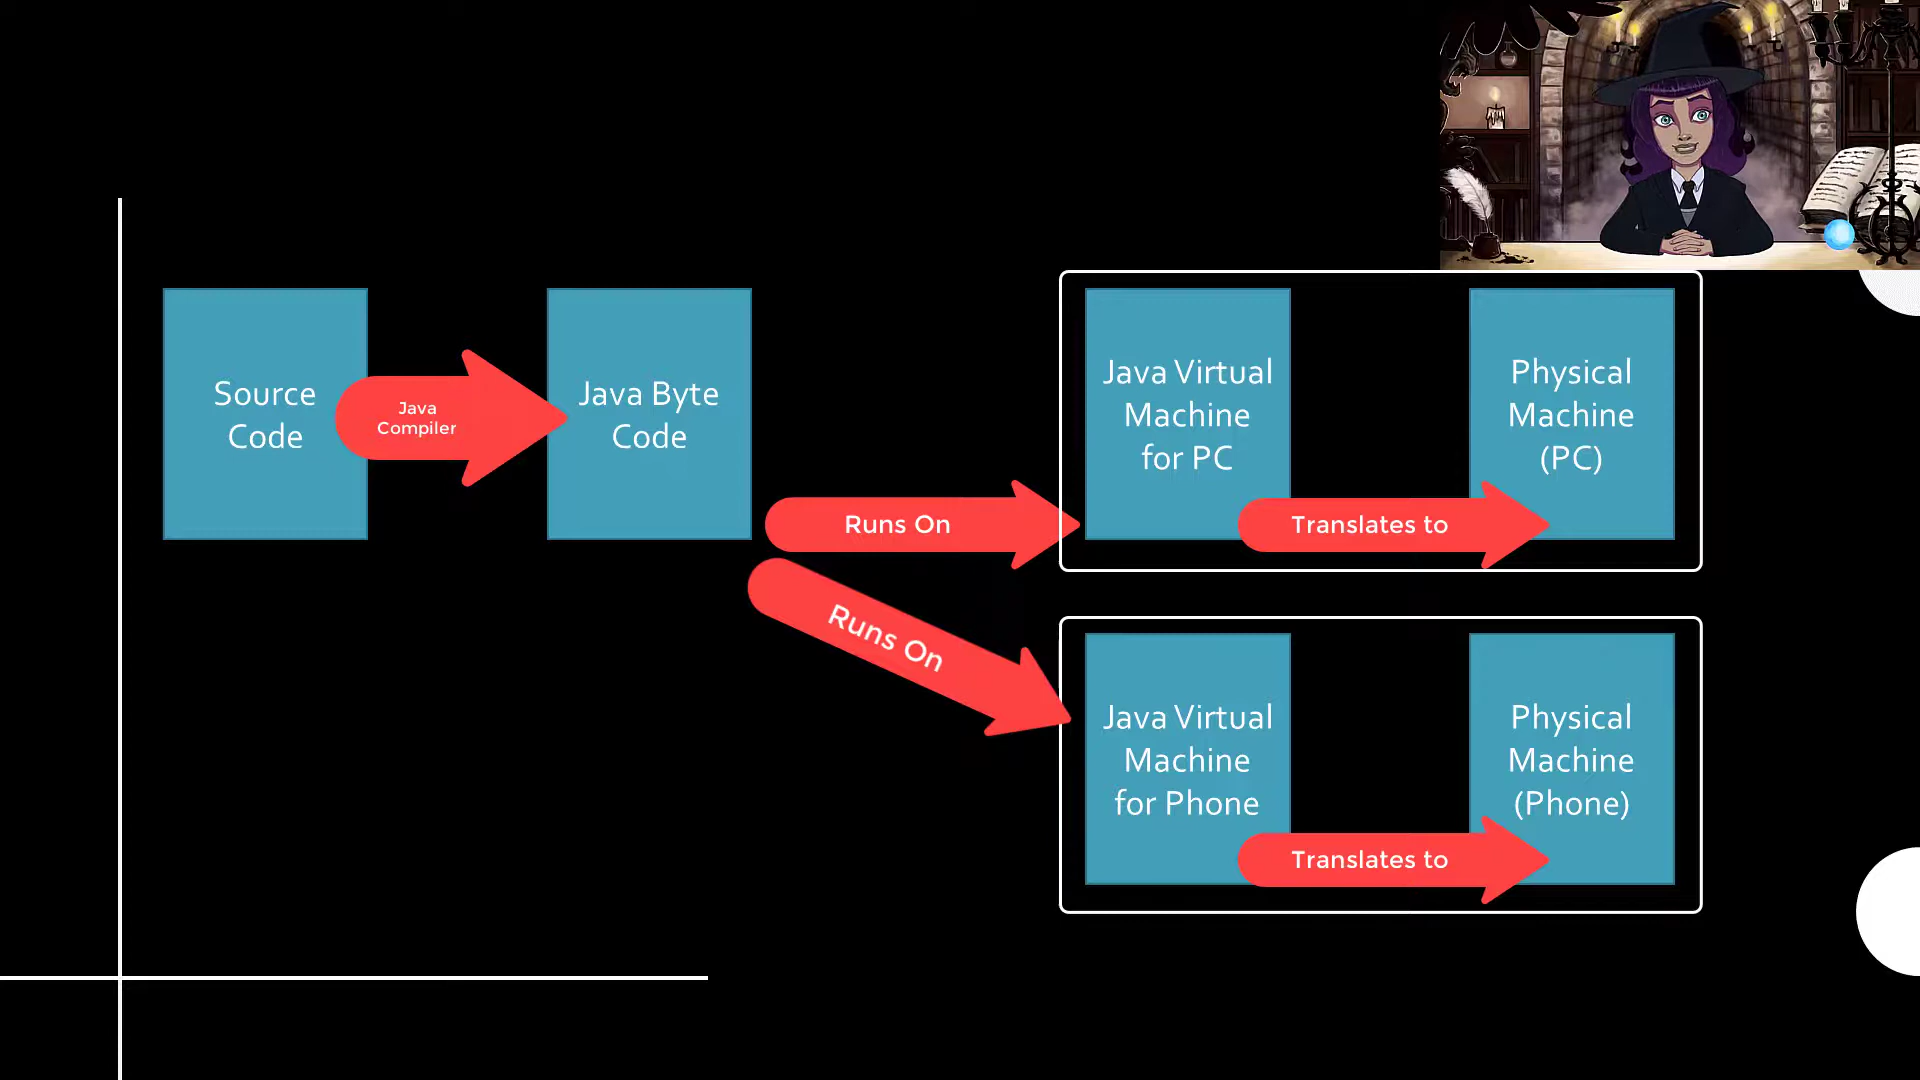 Source
Code
Java
Compiler
Java Byte
Code
Runs On
Java Virtual
Machine
for PC
Translates to
Physical
Machine
(PC)
Runs On
Java Virtual
Machine
for Phone
Translates to
Physical
Machine
(Phone)